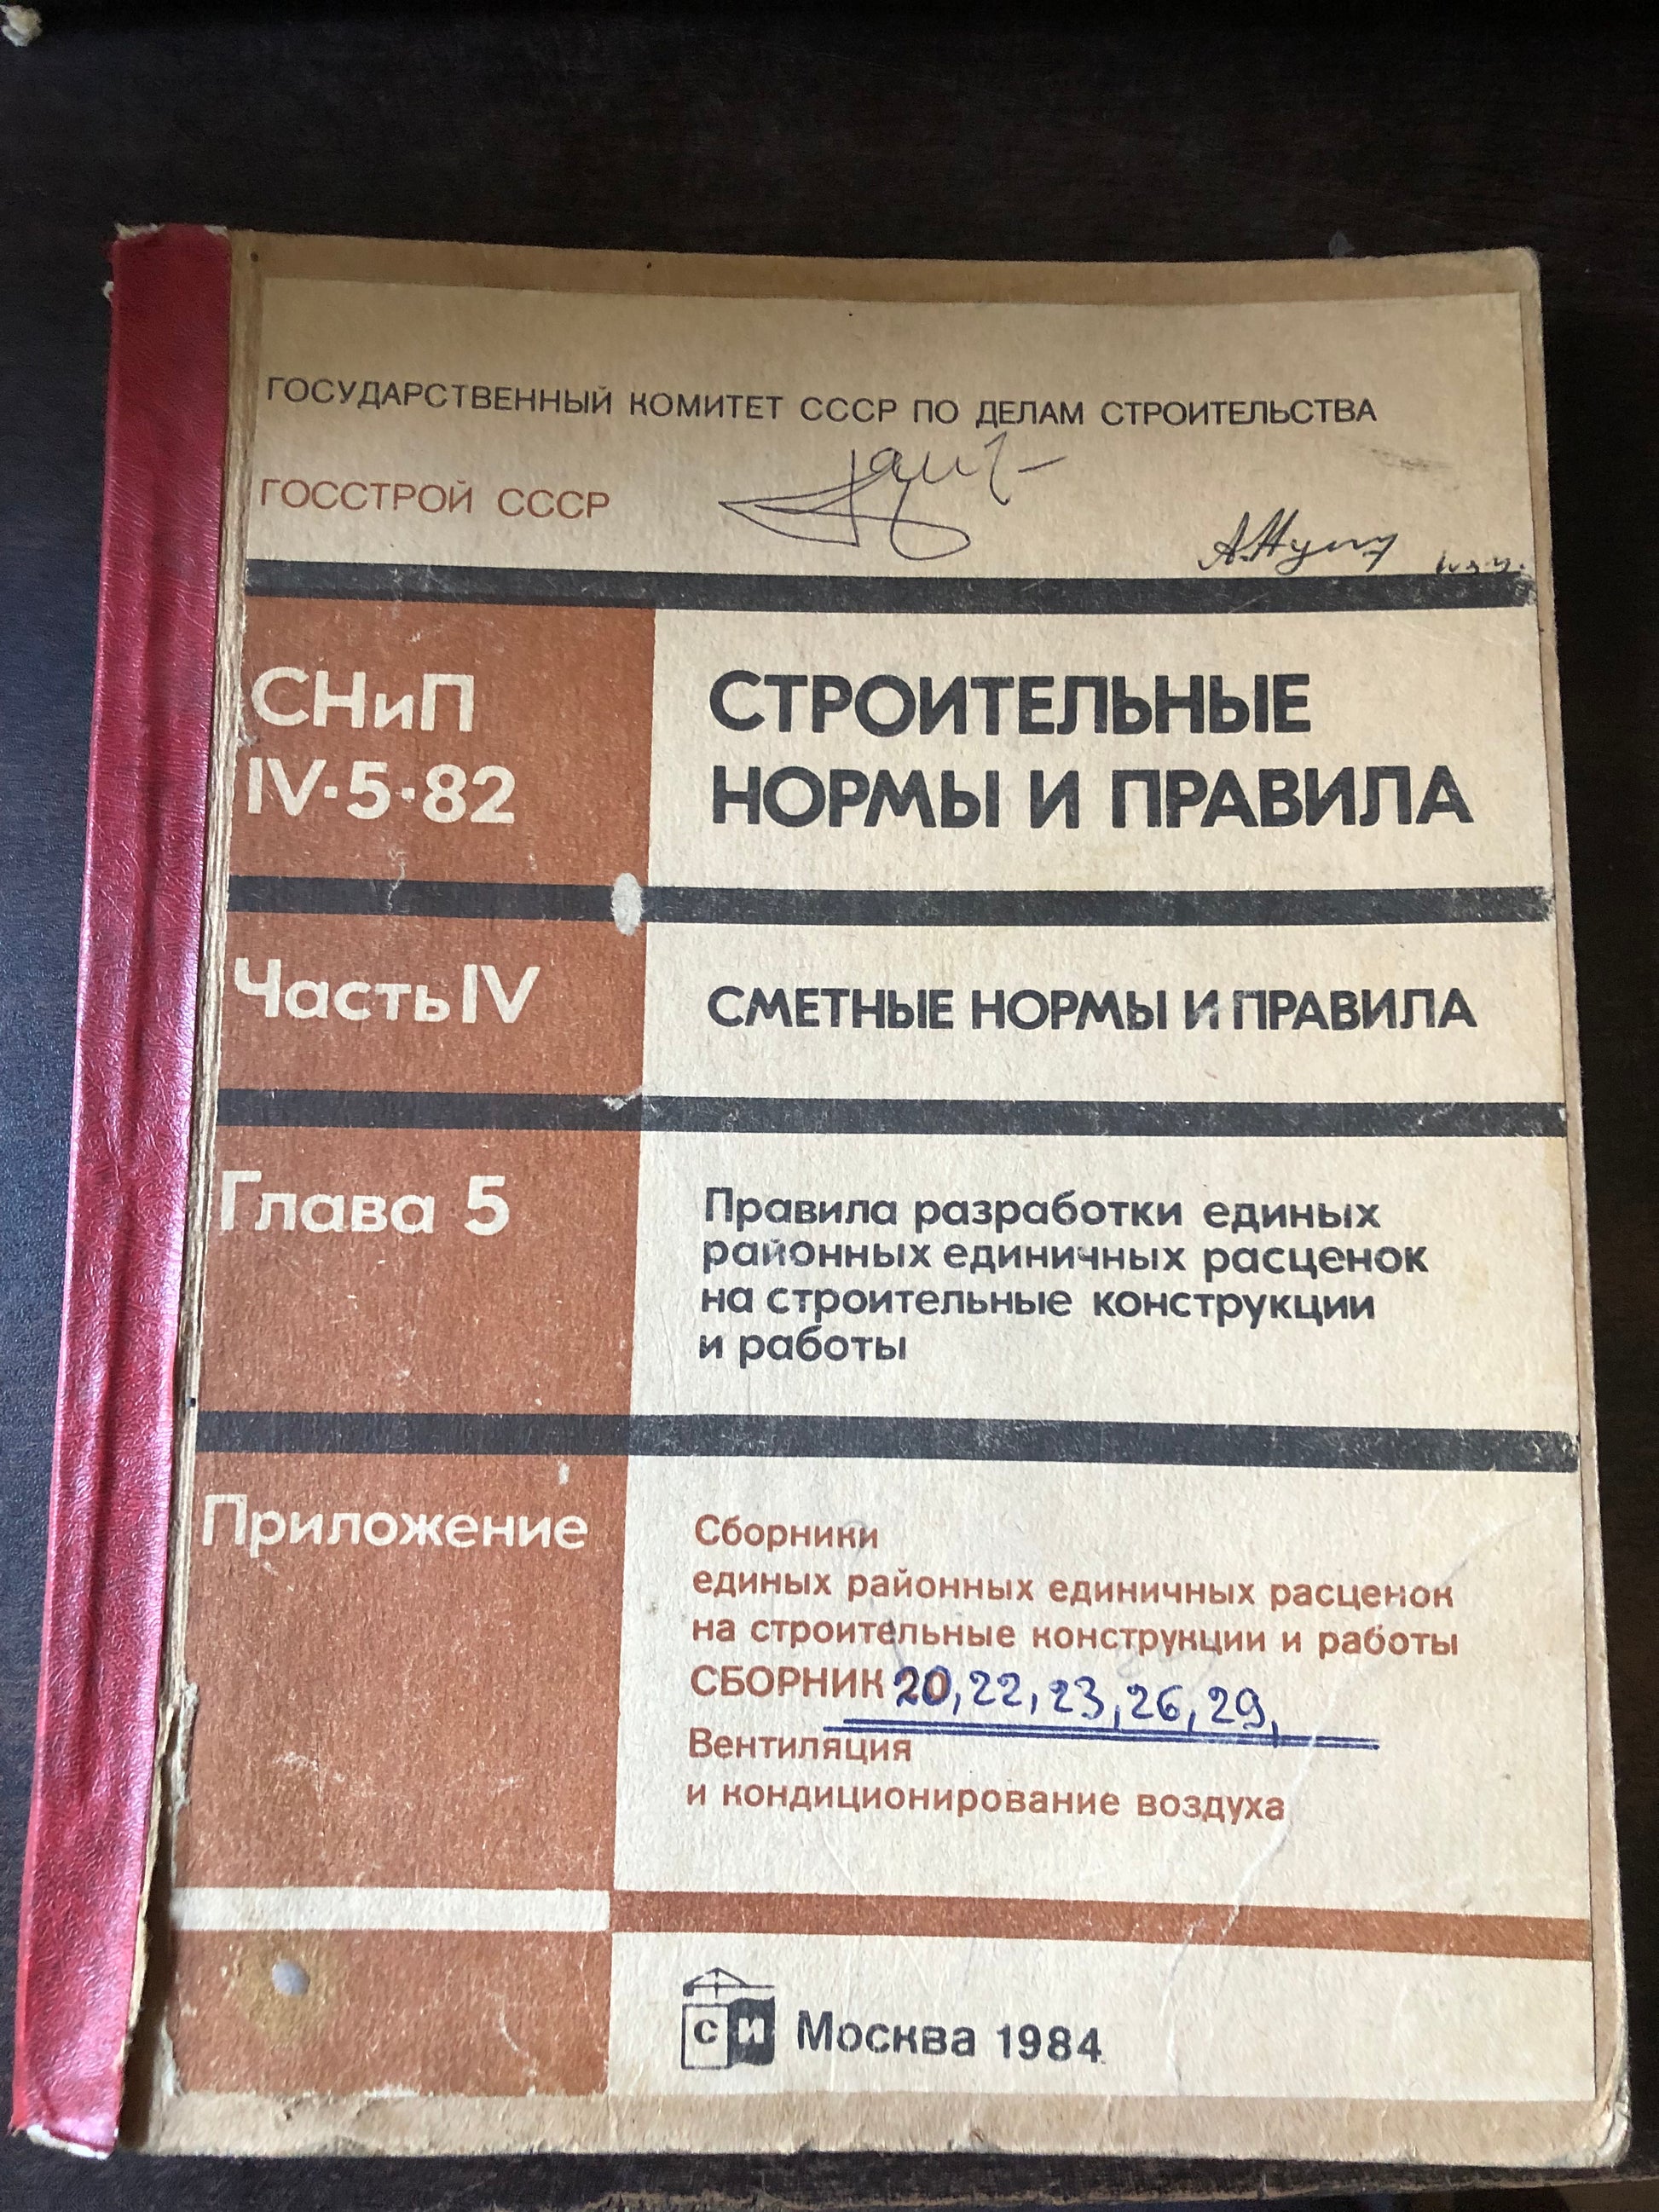 ГОСУДАРСТВЕННЫЙ КОМИТЕТ СССР ПО ДЕЛАМ СТРОИТЕЛЬСТВА
ГОССТРОЙ СССР
СНиП
IV·5·82
СТРОИТЕЛЬНЫЕ
НОРМЫ И ПРАВИЛА
Часть IV
СМЕТНЫЕ НОРМЫ И ПРАВИЛА
Глава 5
Правила разработки единых
районных единичных расценок
на строительные конструкции
и работы
Приложение
Сборники
единых районных единичных расценок
на строительные конструкции и работы
СБОРНИК 20, 22, 23, 26, 29,
Вентиляция
и кондиционирование воздуха
СИ Москва 1984